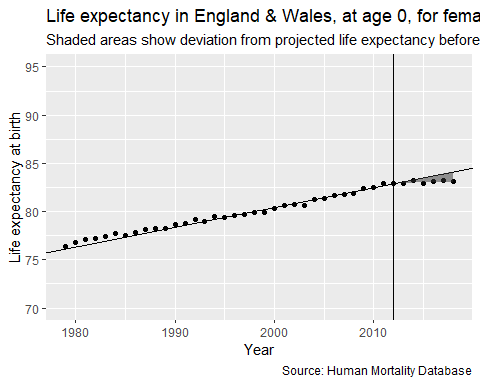 Life expectancy in England & Wales, at age 0, for
Shaded areas show deviation from projected life expectancy before
95
90
85
80
75
70
Life expectancy at birth
1980
1990
2000
2010
Year
Source: Human Mortality Database